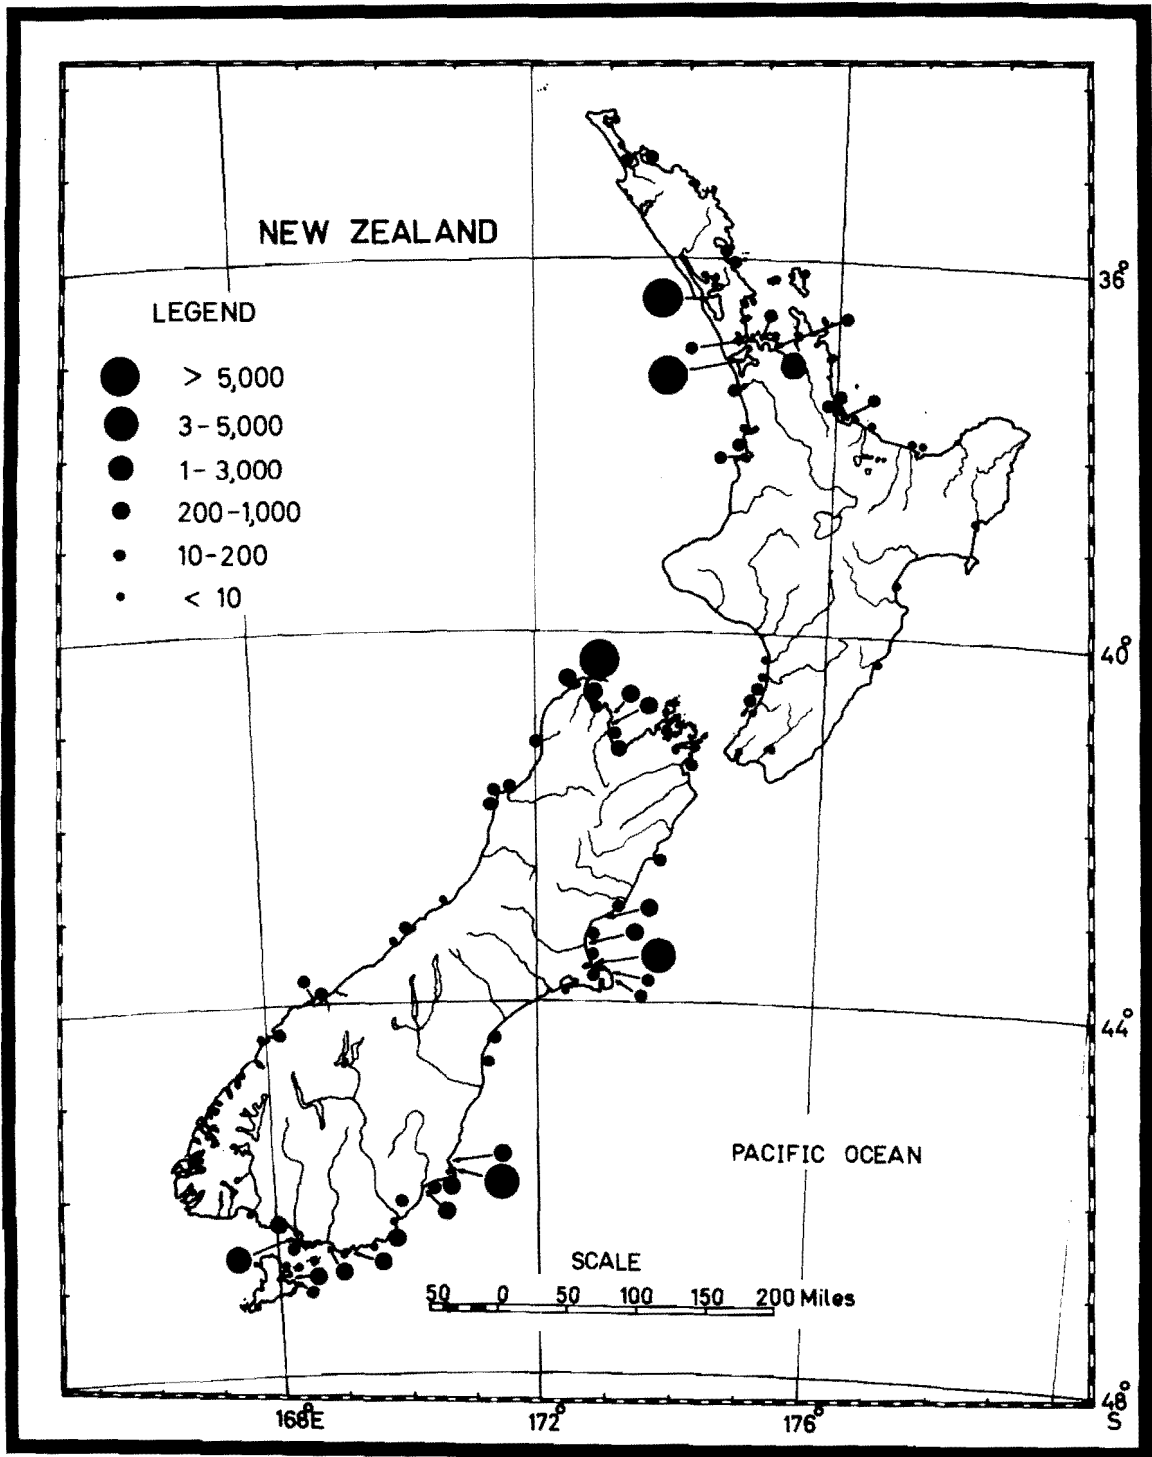 NEW ZEALAND
36°
LEGEND
> 5,000
3-5,000
1-3,000
200-1,000
10-200
< 10
40°
44°
PACIFIC OCEAN
SCALE
50 0 50 100 150 200 Miles
48°
168°E 172° 176° S